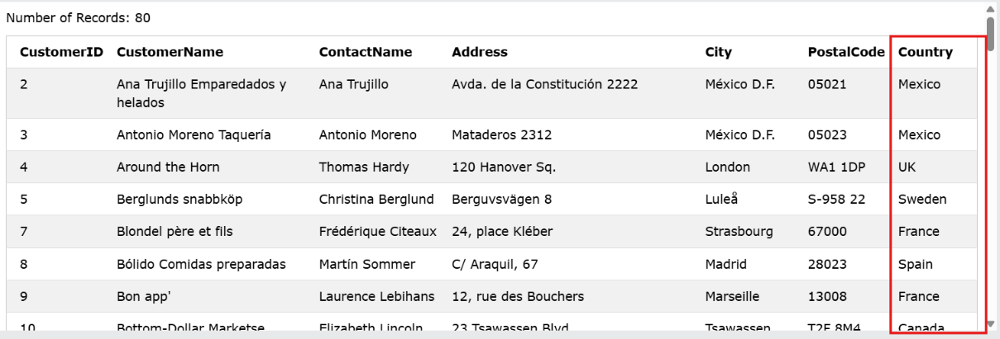 Number of Records: 80
CustomerID CustomerName ContactName Address City PostalCode Country
2 Ana Trujillo Emparedados y helados Ana Trujillo Avda. de la Constitución 2222 México D.F. 05021 Mexico
3 Antonio Moreno Taquería Antonio Moreno Mataderos 2312 México D.F. 05023 Mexico
4 Around the Horn Thomas Hardy 120 Hanover Sq. London WA1 1DP UK
5 Berglunds snabbköp Christina Berglund Berguvsvägen 8 Luleå S-958 22 Sweden
7 Blondel père et fils Frédérique Citeaux 24, place Kléber Strasbourg 67000 France
8 Bólido Comidas preparadas Martín Sommer C/ Araquil, 67 Madrid 28023 Spain
9 Bon app' Laurence Lebihans 12, rue des Bouchers Marseille 13008 France
10 Bottom-Dollar Marketse Elizabeth Lincoln 23 Tsawassen Blvd. Tsawassen T2F 8M4 Canada